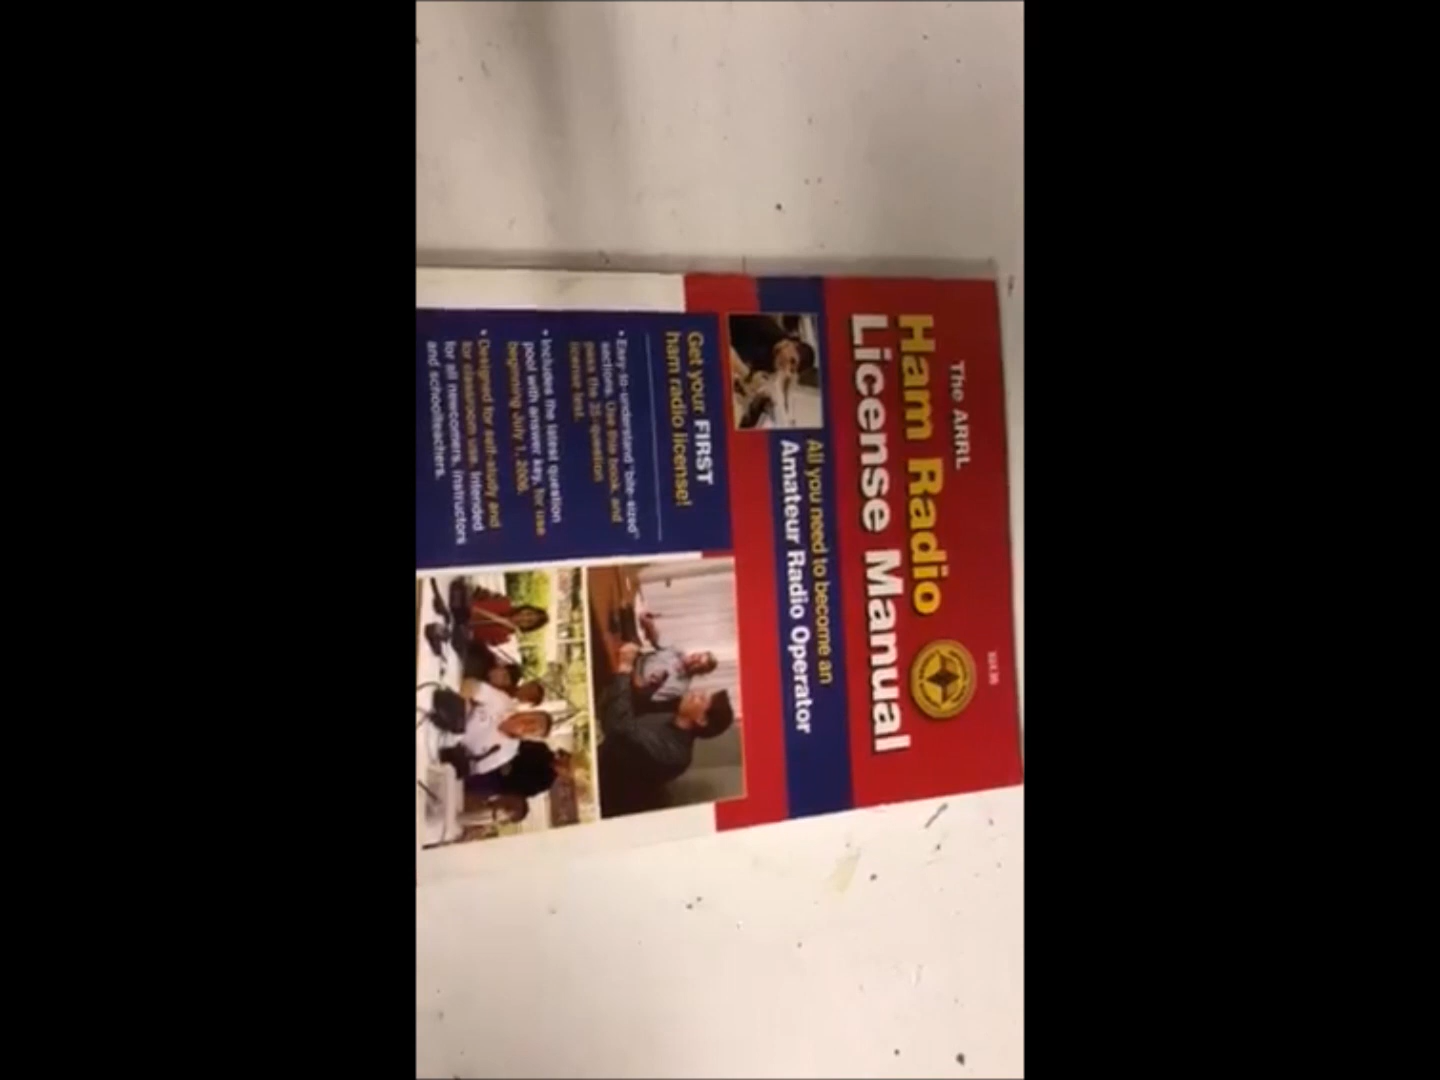 The ARRL
Ham Radio
License Manual
All you need to become an
Amateur Radio Operator
Get your FIRST
ham radio license!
• Easy-to-understand "bite-sized"
sections. Use this book, and
pass the 35-question
license test.
• Includes the latest question
pool with answer key, for use
beginning July 1, 2006.
• Designed for self-study and
for classroom use. Intended
for all newcomers, instructors
and schoolteachers.